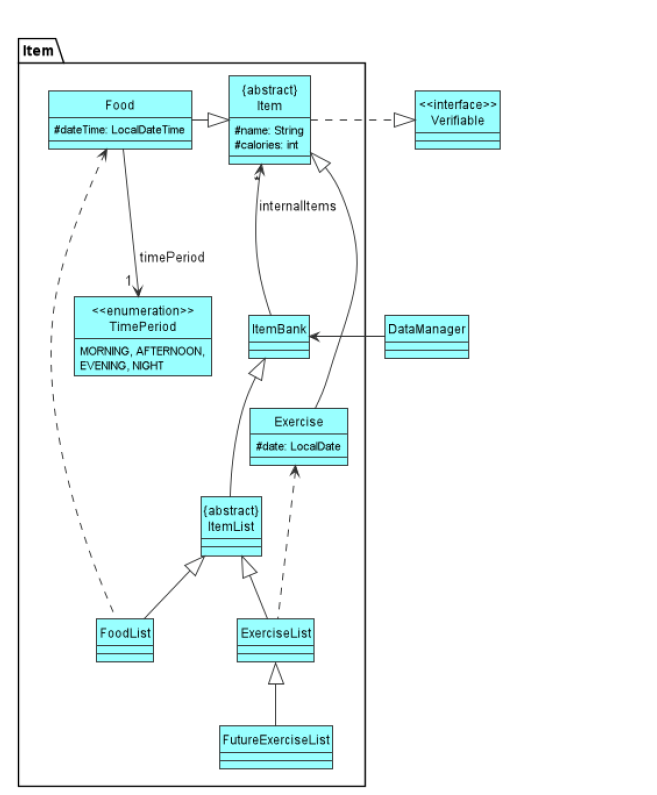 Item
{abstract}
Item
#name: String
#calories: int
Food
#dateTime: LocalDateTime
<<interface>>
Verifiable
*
internalItems
timePeriod
1
<<enumeration>>
TimePeriod
MORNING, AFTERNOON,
EVENING, NIGHT
ItemBank
DataManager
Exercise
#date: LocalDate
{abstract}
ItemList
FoodList
ExerciseList
FutureExerciseList